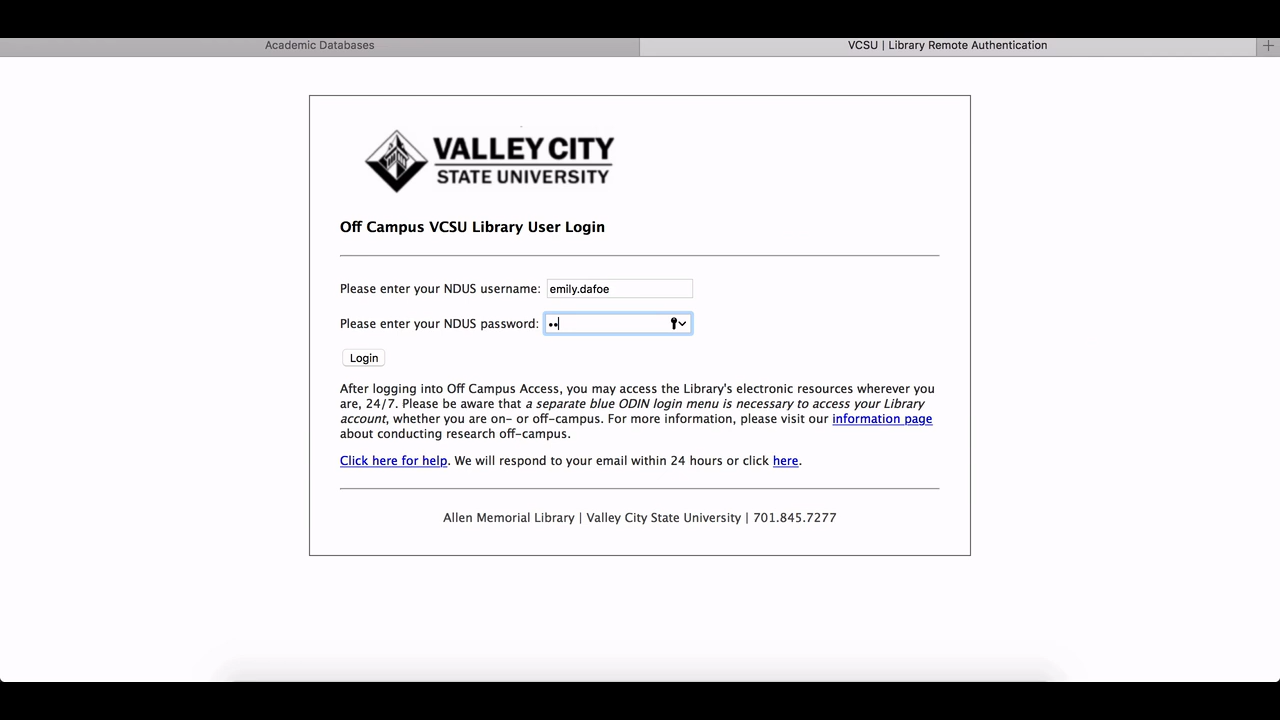 Academic Databases
VCSU | Library Remote Authentication
VALLEY CITY
STATE UNIVERSITY
Off Campus VCSU Library User Login
Please enter your NDUS username: emily.dafoe
Please enter your NDUS password: ••
Login
After logging into Off Campus Access, you may access the Library's electronic resources wherever you
are, 24/7. Please be aware that a separate blue ODIN login menu is necessary to access your Library
account, whether you are on- or off-campus. For more information, please visit our information page
about conducting research off-campus.
Click here for help. We will respond to your email within 24 hours or click here.
Allen Memorial Library | Valley City State University | 701.845.7277